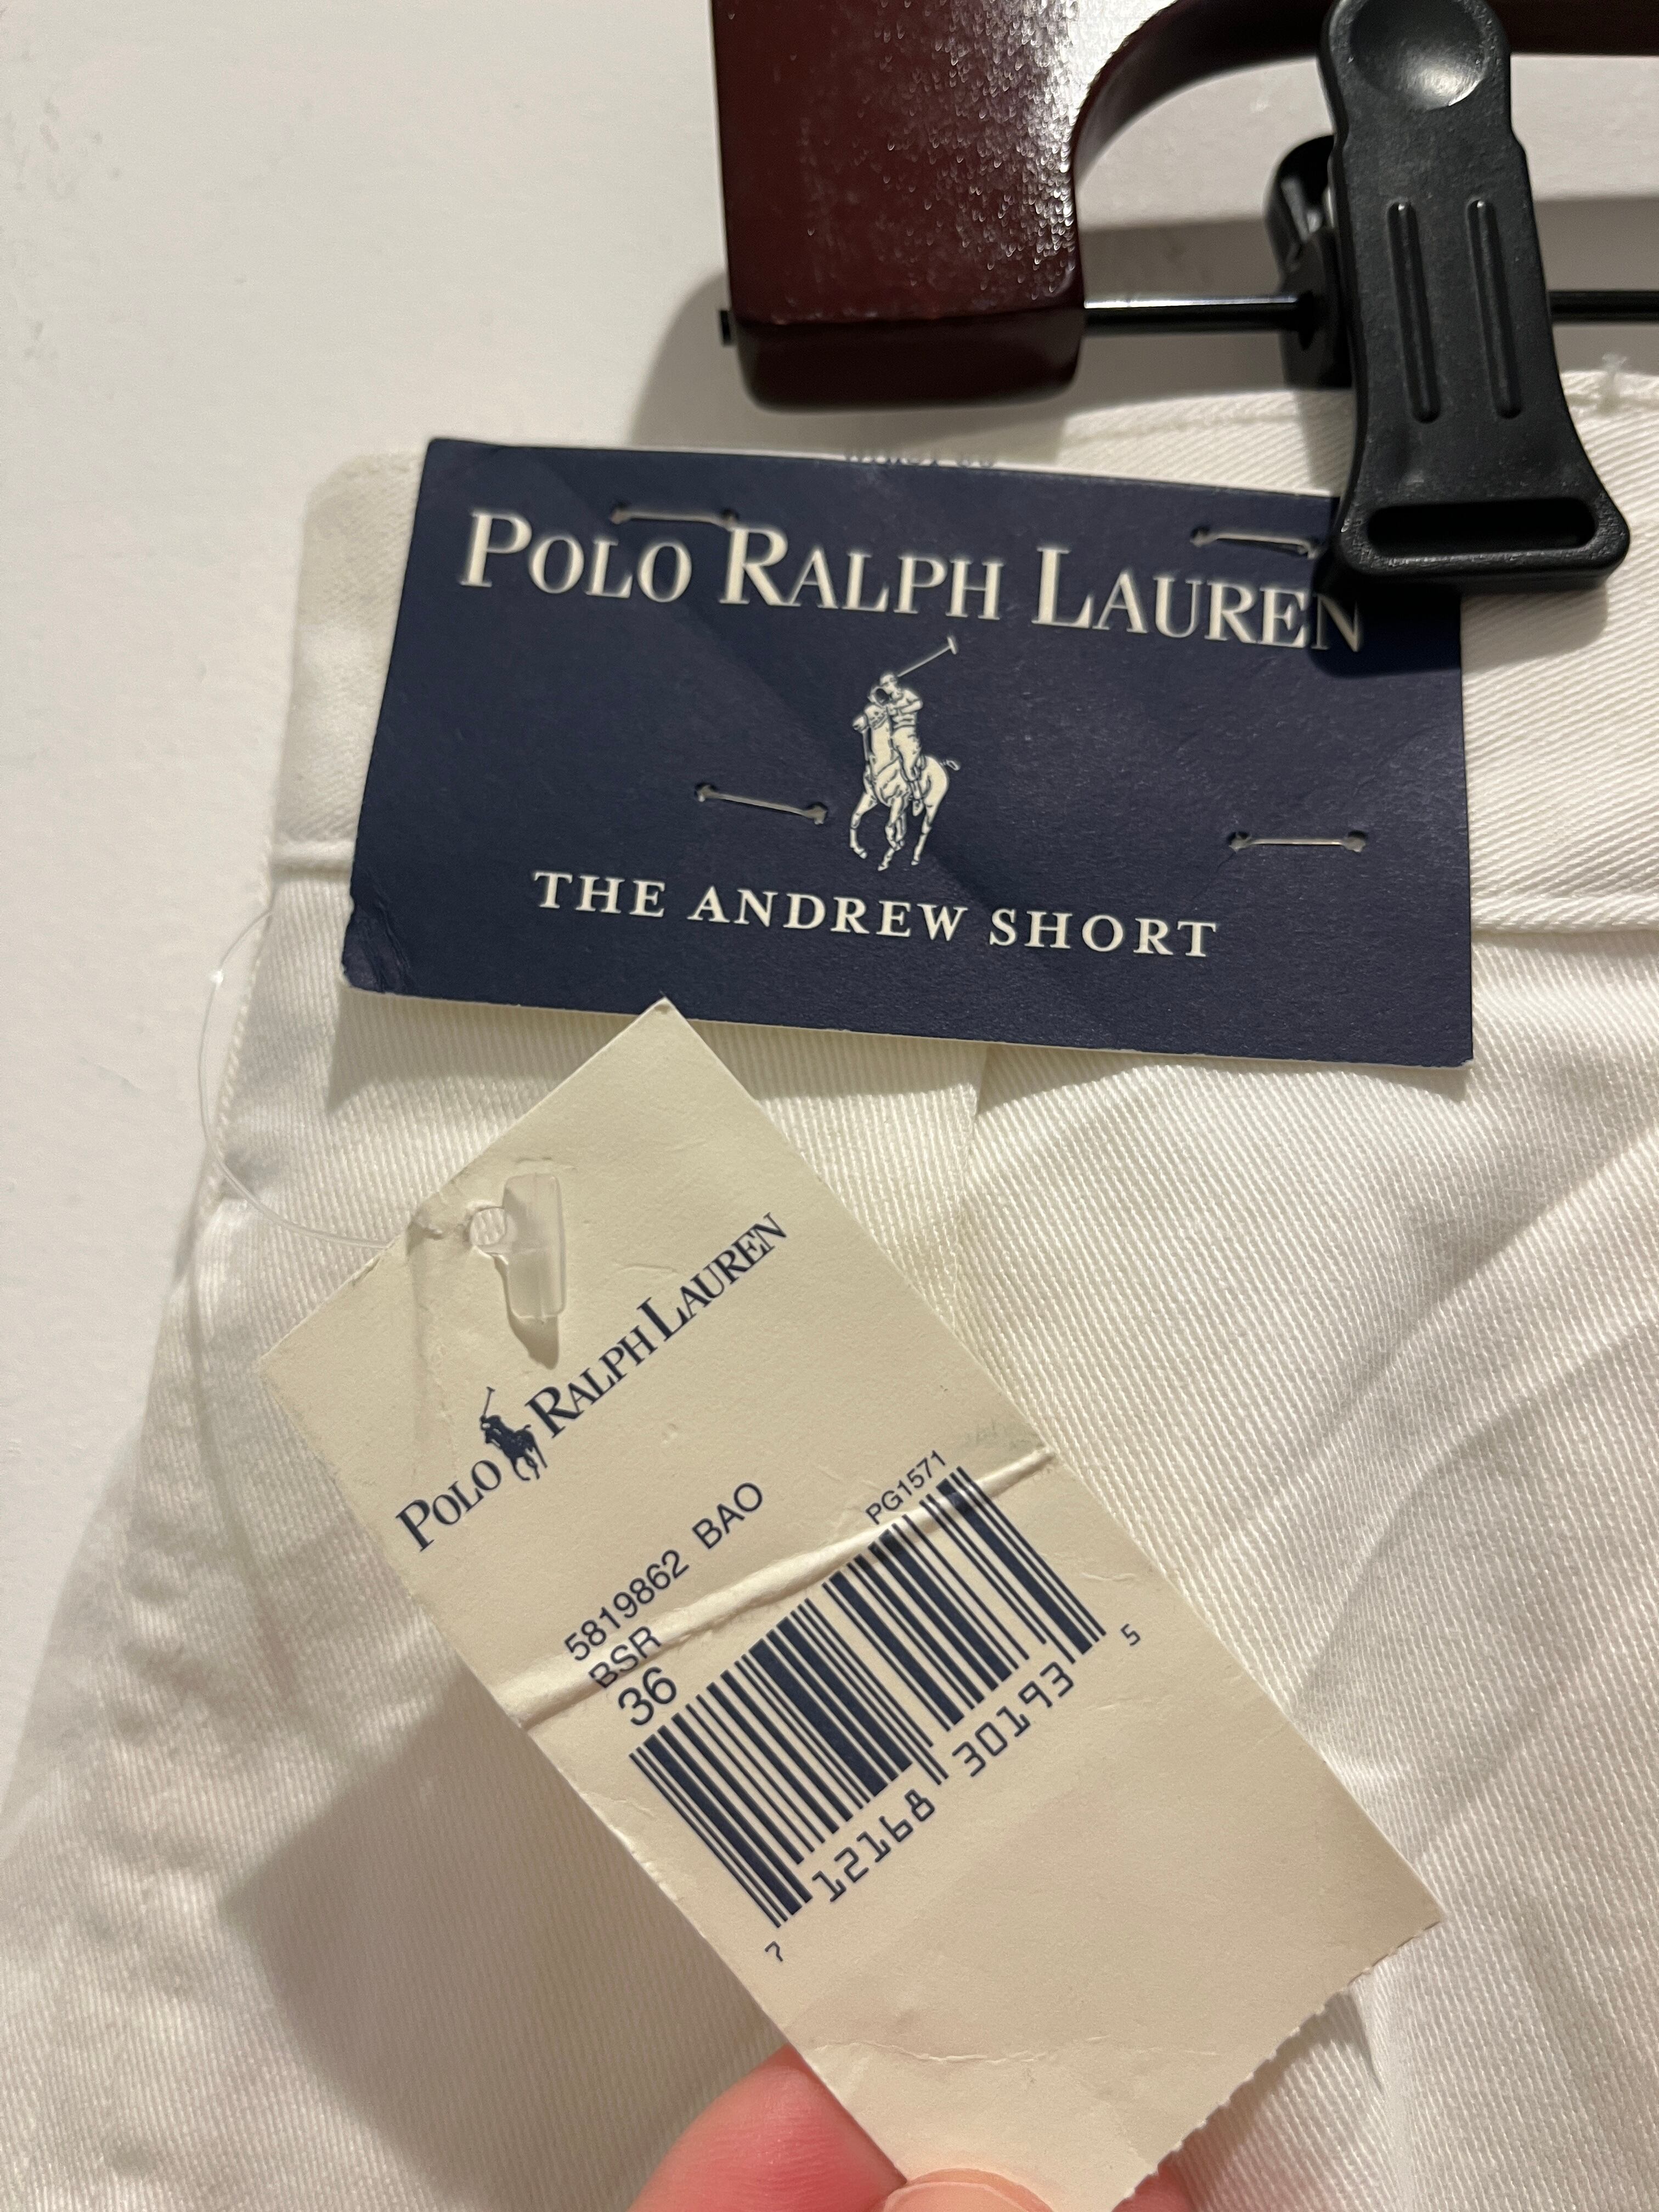 POLO RALPH LAUREN
THE ANDREW SHORT
POLO RALPH LAUREN
5819862 BAO
BSR
PG1571
36
7 12168 30193 5